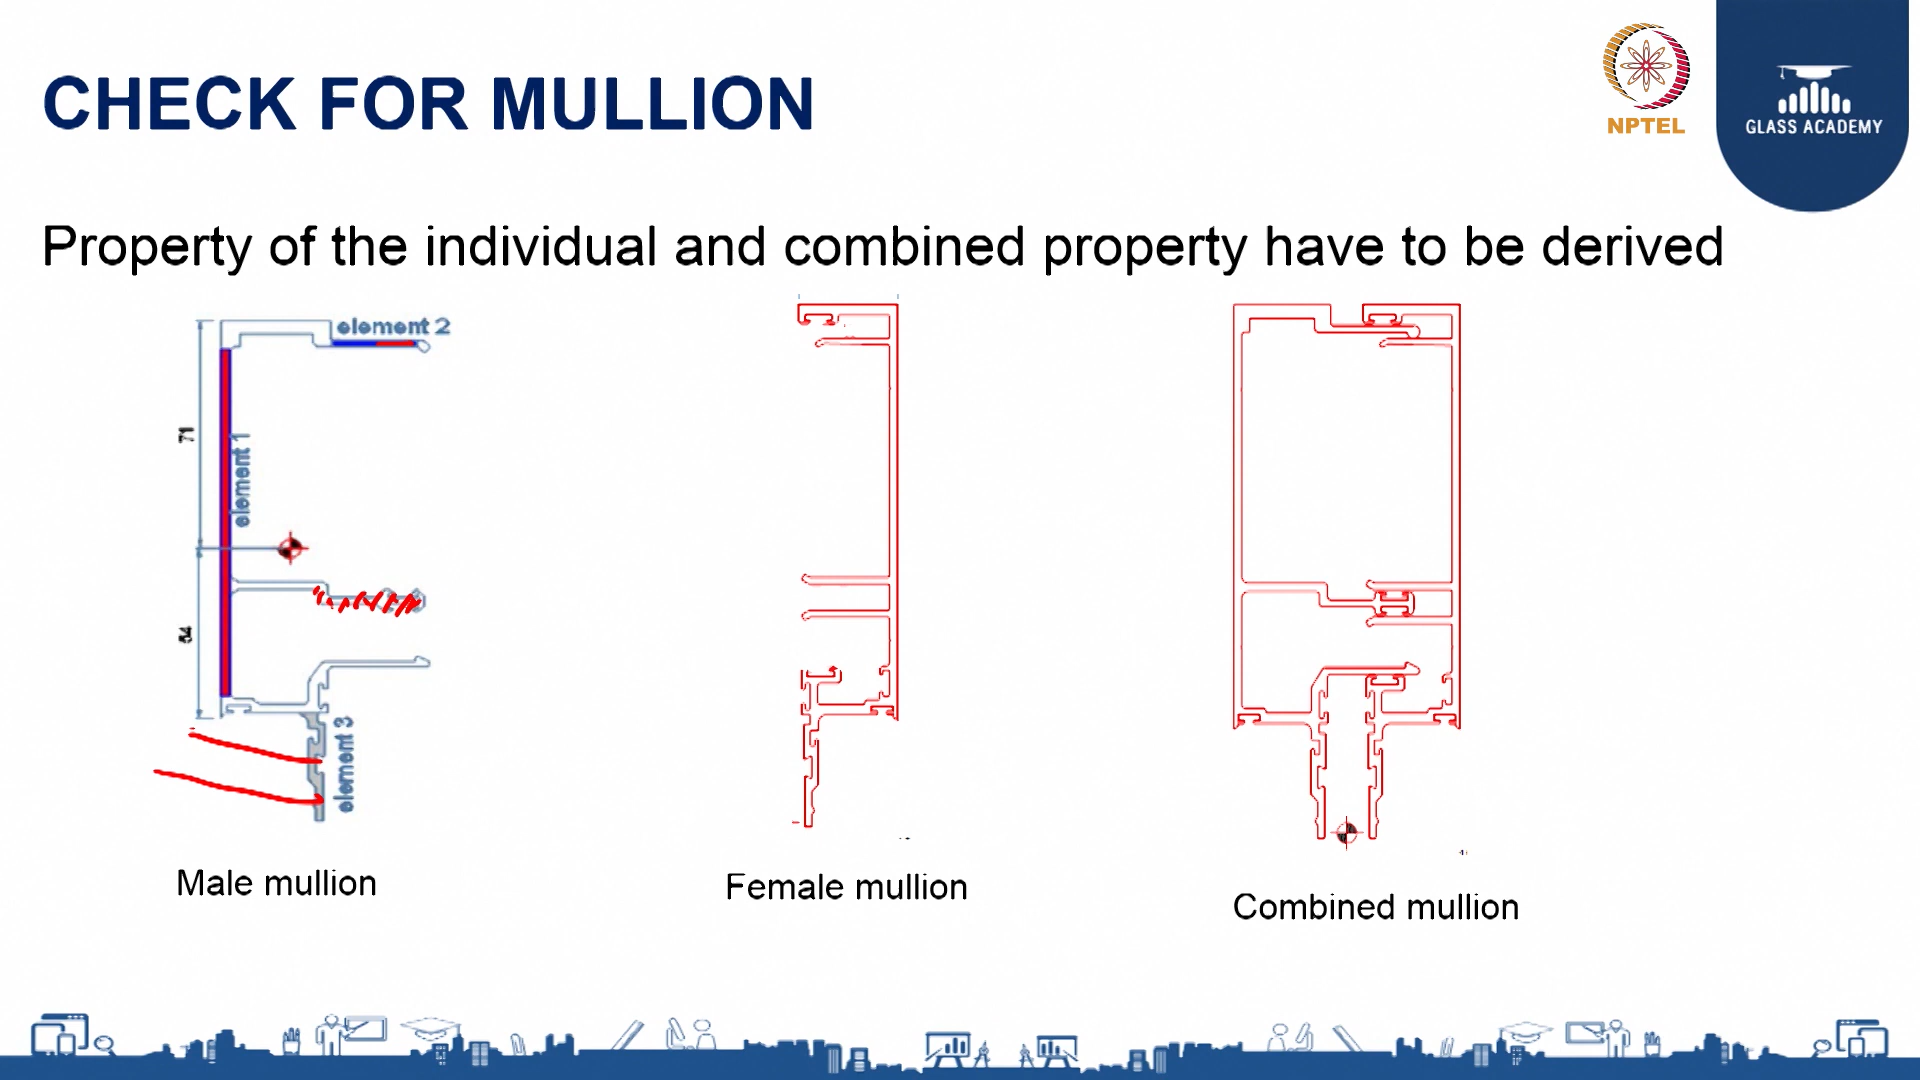 CHECK FOR MULLION
NPTEL
GLASS ACADEMY
Property of the individual and combined property have to be derived
element 2
71
element 1
54
element 3
Male mullion
Female mullion
Combined mullion